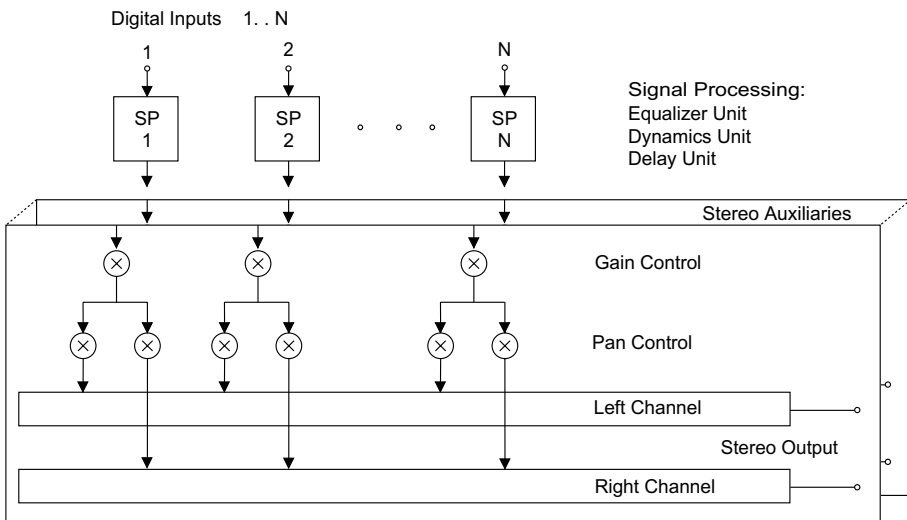 Digital Inputs 1. . N
1 2 N
SP 1
SP 2
SP N
Signal Processing:
Equalizer Unit
Dynamics Unit
Delay Unit
Stereo Auxiliaries
Gain Control
Pan Control
Left Channel
Stereo Output
Right Channel